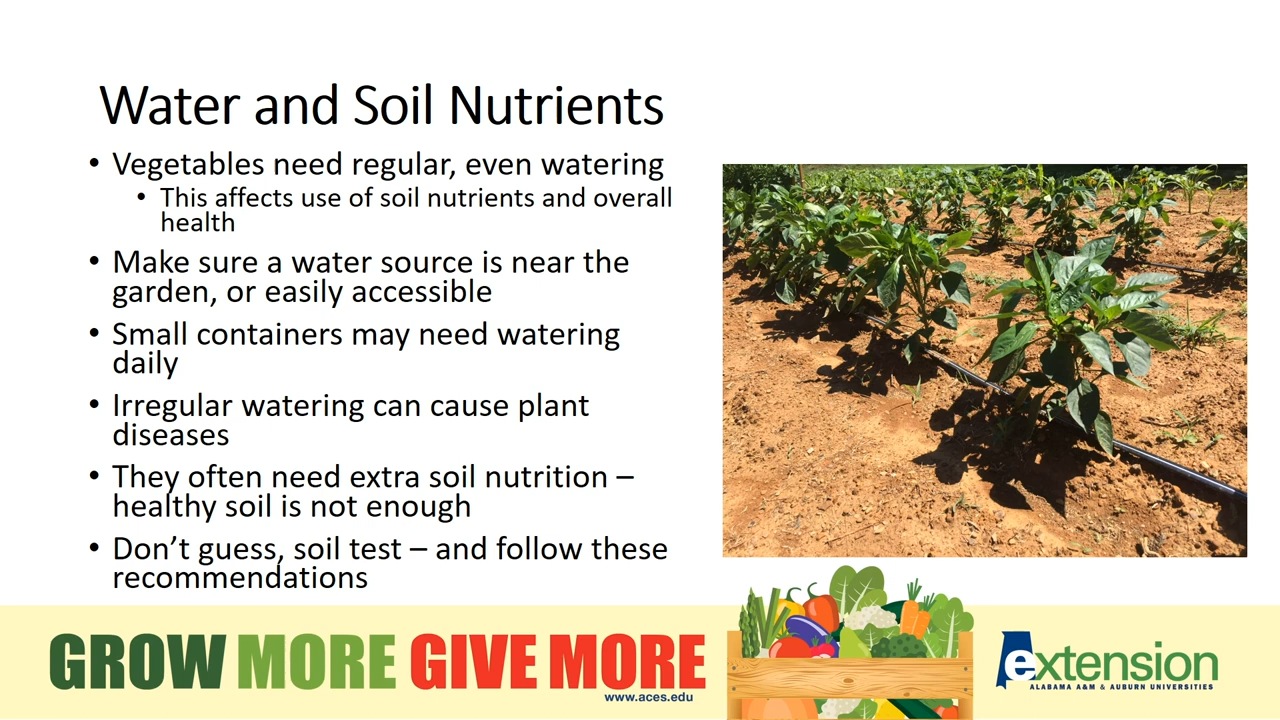 Water and Soil Nutrients
• Vegetables need regular, even watering
• This affects use of soil nutrients and overall
health
• Make sure a water source is near the
garden, or easily accessible
• Small containers may need watering
daily
• Irregular watering can cause plant
diseases
• They often need extra soil nutrition –
healthy soil is not enough
• Don't guess, soil test – and follow these
recommendations
GROW MORE GIVE MORE
www.aces.edu
extension
ALABAMA A&M & AUBURN UNIVERSITIES